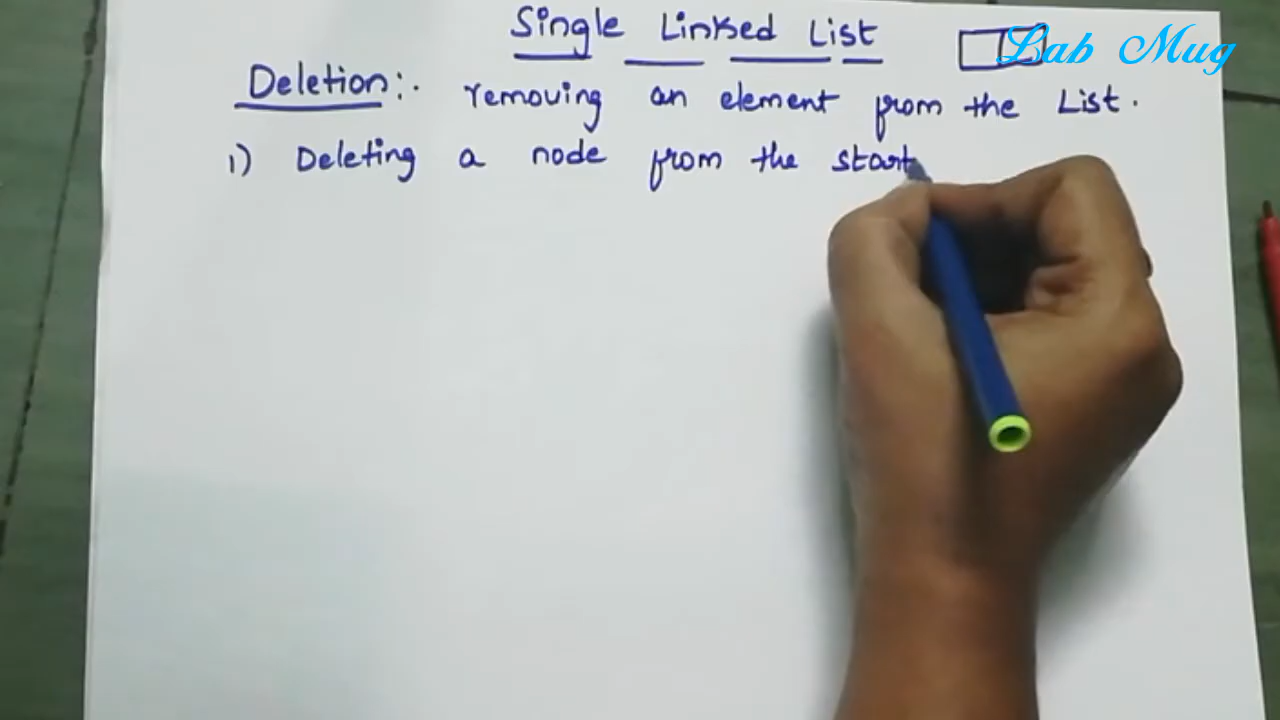 Single Linked List
Lab Mug
Deletion:- removing an element from the List.
1) Deleting a node from the start